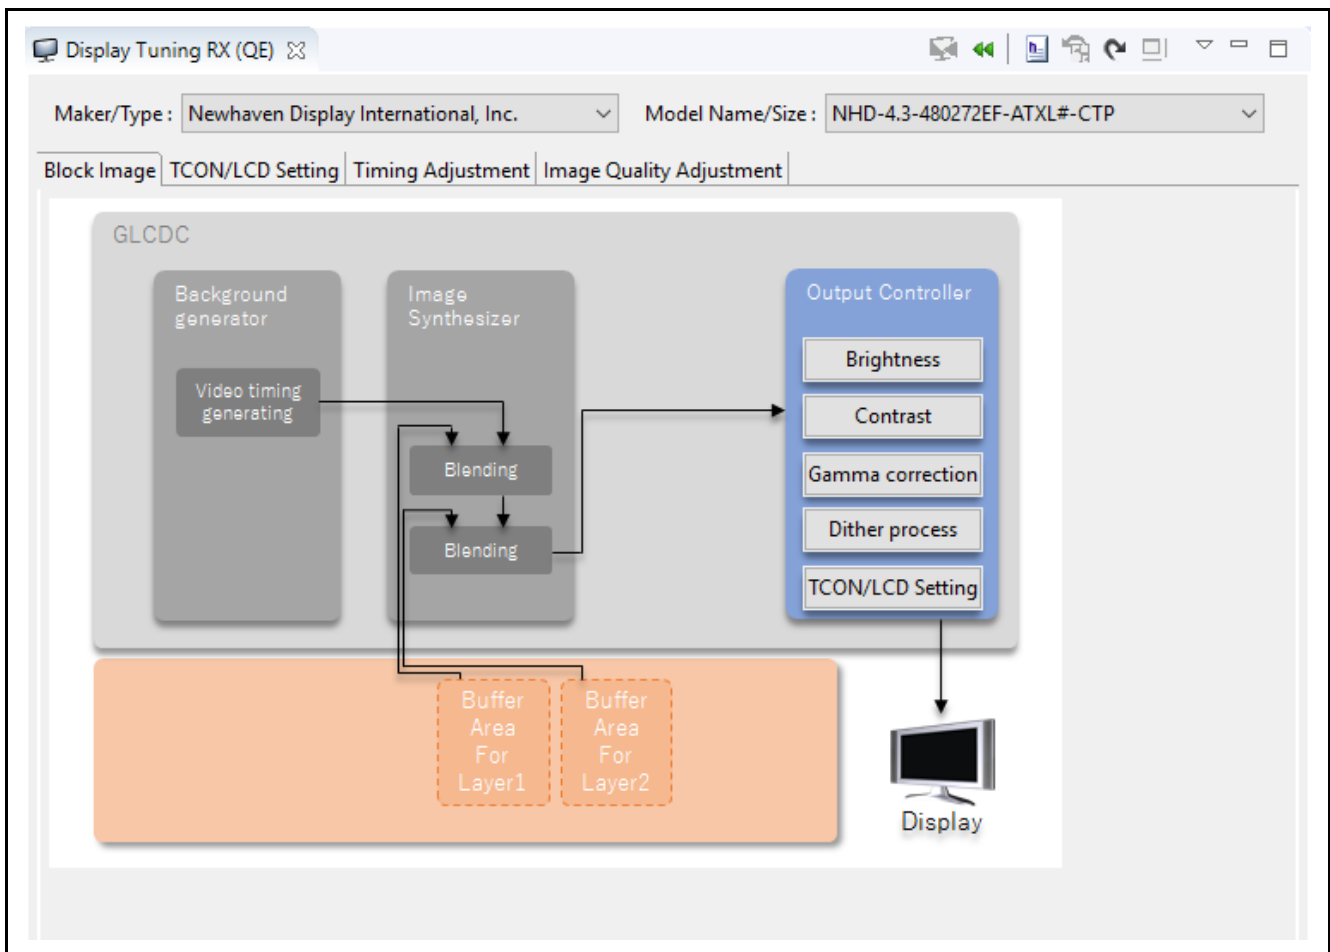 Display Tuning RX (QE)
Maker/Type : Newhaven Display International, Inc. Model Name/Size : NHD-4.3-480272EF-ATXL#-CTP
Block Image TCON/LCD Setting Timing Adjustment Image Quality Adjustment
GLCDC
Background
generator
Video timing
generating
Image
Synthesizer
Blending
Blending
Output Controller
Brightness
Contrast
Gamma correction
Dither process
TCON/LCD Setting
Buffer
Area
For
Layer1
Buffer
Area
For
Layer2
Display